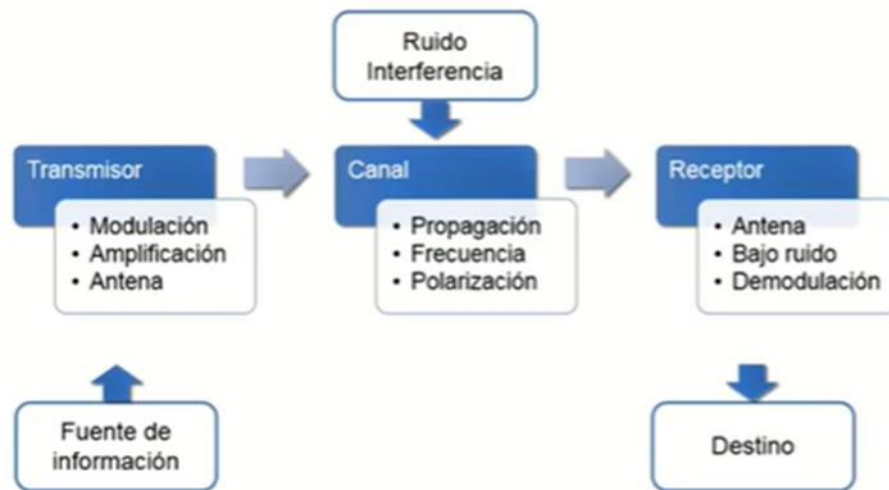 Ruido
Interferencia
Transmisor
• Modulación
• Amplificación
• Antena
Canal
• Propagación
• Frecuencia
• Polarización
Receptor
• Antena
• Bajo ruido
• Demodulación
Fuente de
información
Destino